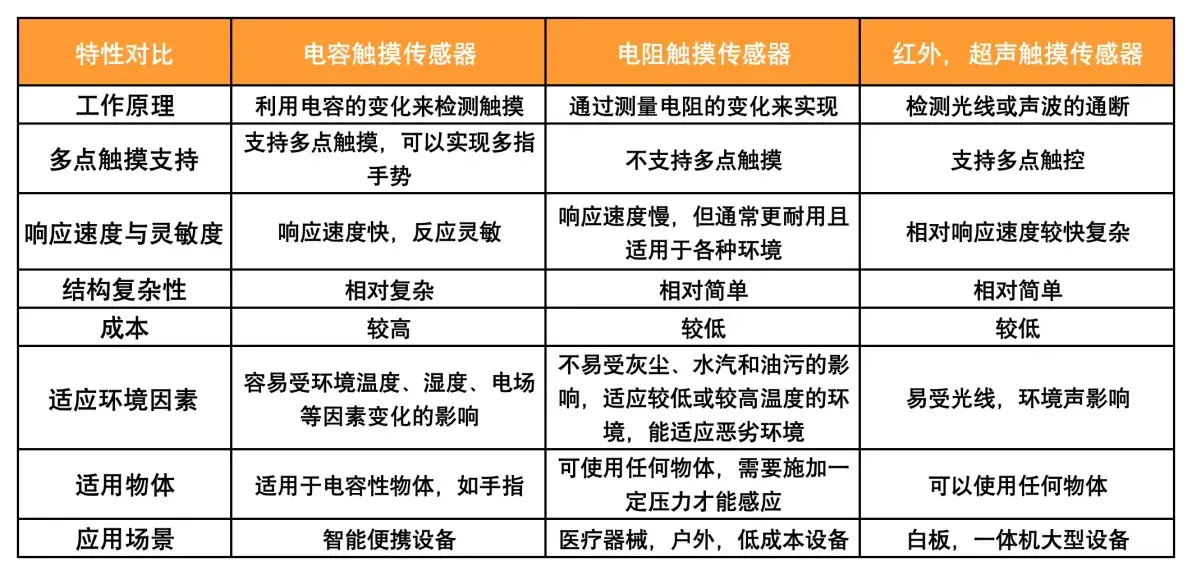 特性对比
电容触摸传感器
电阻触摸传感器
红外，超声触摸传感器
工作原理
利用电容的变化来检测触摸
通过测量电阻的变化来实现
检测光线或声波的通断
多点触摸支持
支持多点触摸，可以实现多指
手势
不支持多点触摸
支持多点触控
响应速度与灵敏度
响应速度快，反应灵敏
响应速度慢，但通常更耐用且
适用于各种环境
相对响应速度较快复杂
结构复杂性
相对复杂
相对简单
相对简单
成本
较高
较低
较低
适应环境因素
容易受环境温度、湿度、电场
等因素变化的影响
不易受灰尘、水汽和油污的影
响，适应较低或较高温度的环
境，能适应恶劣环境
易受光线，环境声影响
适用物体
适用于电容性物体，如手指
可使用任何物体，需要施加一
定压力才能感应
可以使用任何物体
应用场景
智能便携设备
医疗器械，户外，低成本设备
白板，一体机大型设备